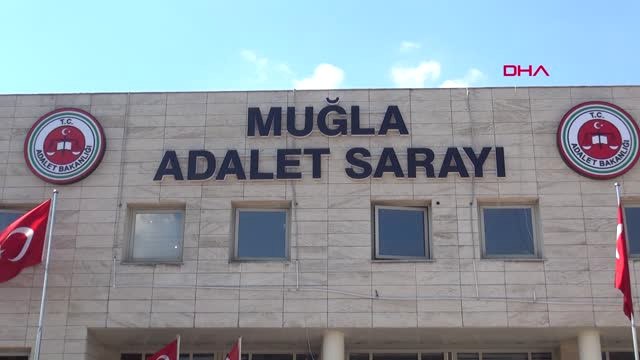 DHA
MUĞLA
ADALET SARAYI
T.C.
ADALET BAKANLIĞI
T.C.
ADALET BAKANLIĞI